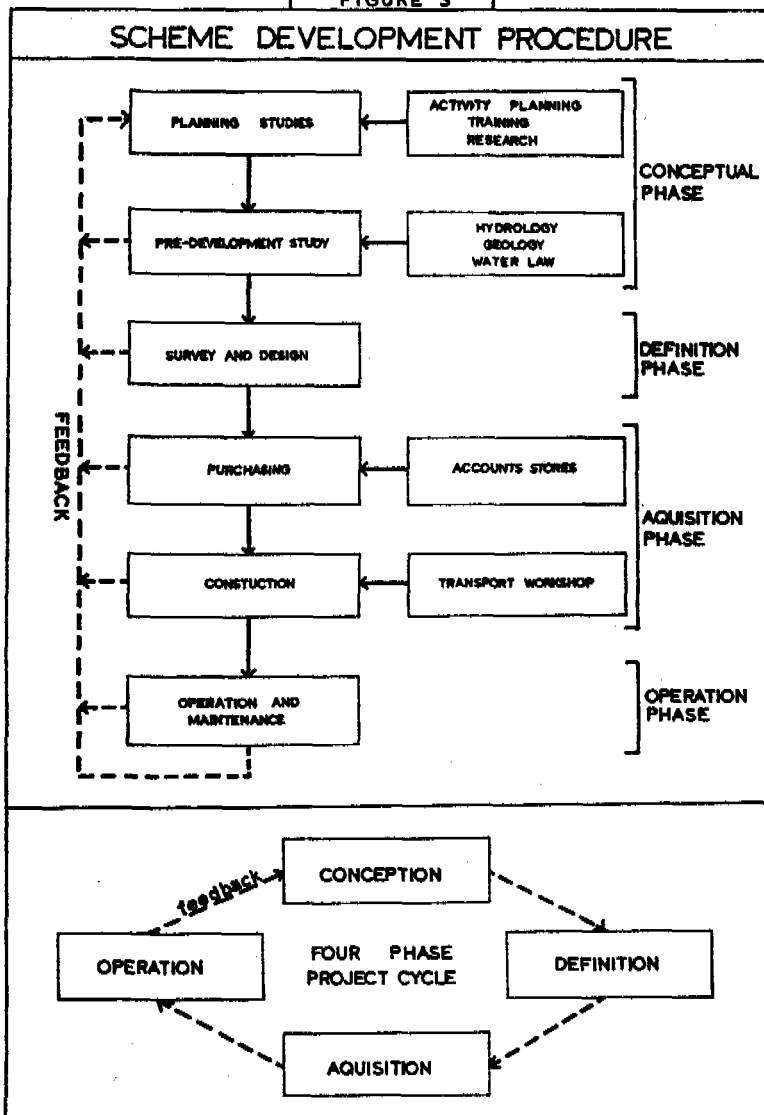 FIGURE 3
SCHEME DEVELOPMENT PROCEDURE
PLANNING STUDIES
ACTIVITY PLANNING
TRAINING
RESEARCH
CONCEPTUAL
PHASE
PRE-DEVELOPMENT STUDY
HYDROLOGY
GEOLOGY
WATER LAW
SURVEY AND DESIGN
DEFINITION
PHASE
FEEDBACK
PURCHASING
ACCOUNTS STORES
AQUISITION
PHASE
CONSTUCTION
TRANSPORT WORKSHOP
OPERATION AND
MAINTENANCE
OPERATION
PHASE
feedback
CONCEPTION
OPERATION
FOUR PHASE
PROJECT CYCLE
DEFINITION
AQUISITION